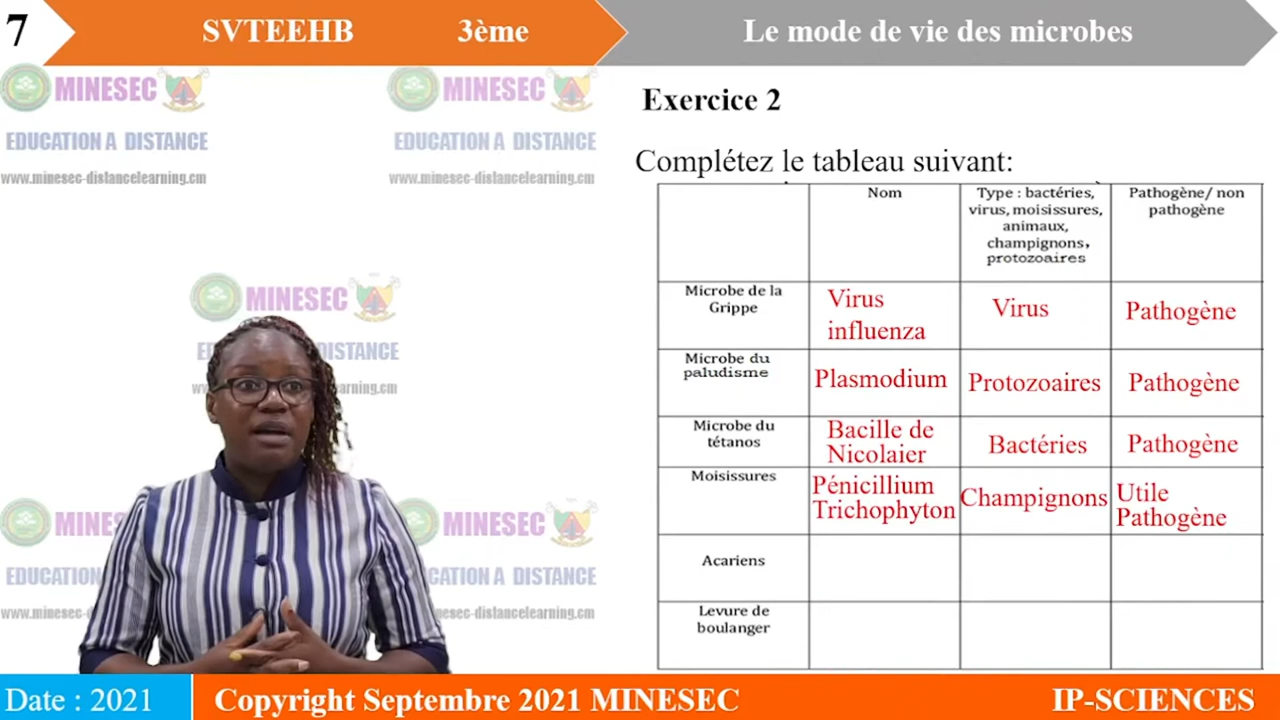 7
SVTEEHB 3ème
Le mode de vie des microbes
MINESEC
EDUCATION A DISTANCE
www.minesec-distancelearning.cm
MINESEC
EDUCATION A DISTANCE
www.minesec-distancelearning.cm
MINESEC
DISTANCE
MINESEC
EDUCATION A DISTANCE
Exercice 2
Complétez le tableau suivant:
Nom
Type : bactéries,
virus, moisissures,
animaux,
champignons,
protozoaires
Pathogène/ non
pathogène
Microbe de la
Grippe
Virus
influenza
Virus
Pathogène
Microbe du
paludisme
Plasmodium
Protozoaires
Pathogène
Microbe du
tétanos
Bacille de
Nicolaier
Bactéries
Pathogène
Moisissures
Pénicillium
Trichophyton
Champignons
Utile
Pathogène
Acariens
Levure de
boulanger
Date : 2021
Copyright Septembre 2021 MINESEC
IP-SCIENCES